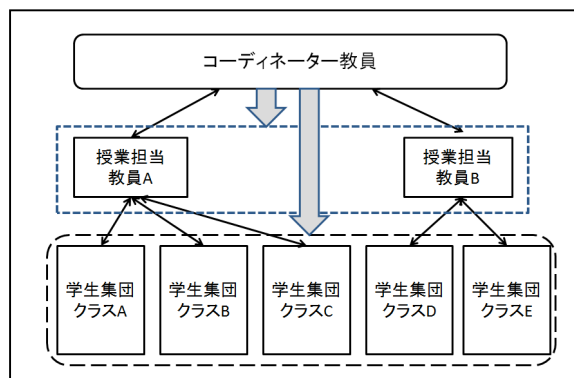 コーディネーター教員
授業担当
教員A
授業担当
教員B
学生集団
クラスA
学生集団
クラスB
学生集団
クラスC
学生集団
クラスD
学生集団
クラスE